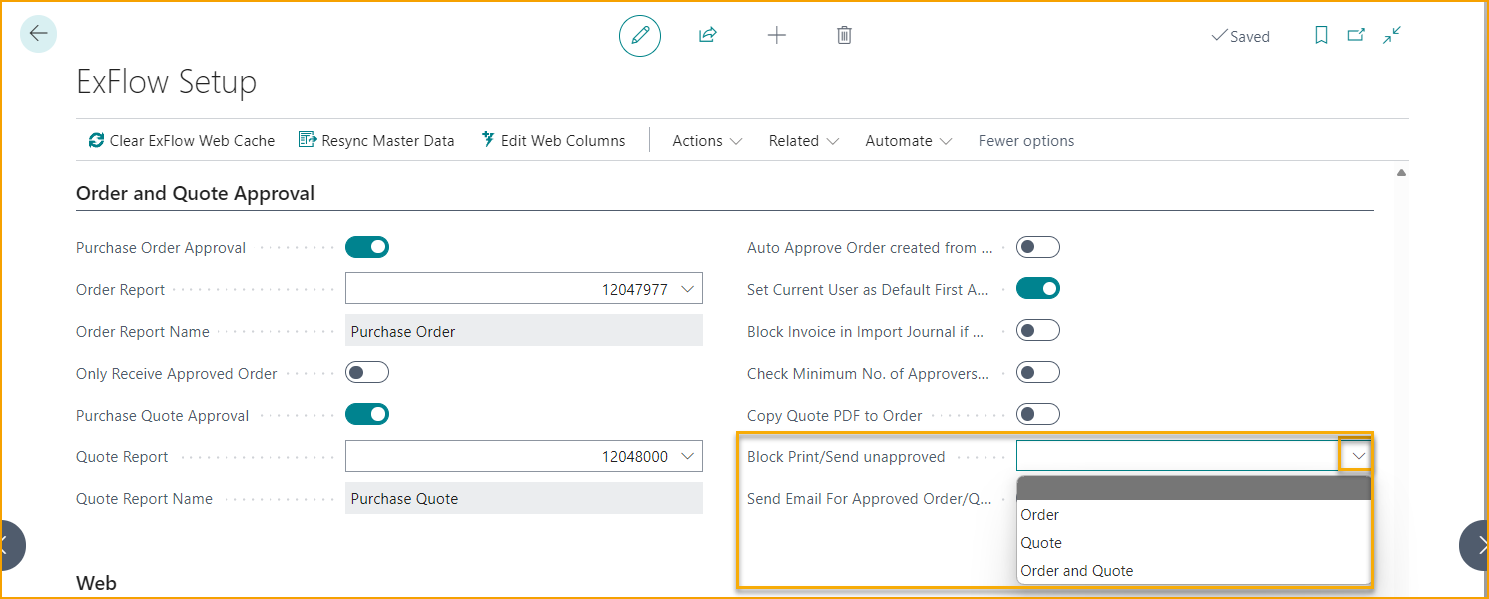 Saved
ExFlow Setup
Clear ExFlow Web Cache Resync Master Data Edit Web Columns Actions Related Automate Fewer options
Order and Quote Approval
Purchase Order Approval
Order Report 12047977
Order Report Name Purchase Order
Only Receive Approved Order
Purchase Quote Approval
Quote Report 12048000
Quote Report Name Purchase Quote
Auto Approve Order created from ...
Set Current User as Default First A...
Block Invoice in Import Journal if ...
Check Minimum No. of Approvers...
Copy Quote PDF to Order
Block Print/Send unapproved
Send Email For Approved Order/Q...
Order
Quote
Order and Quote
Web